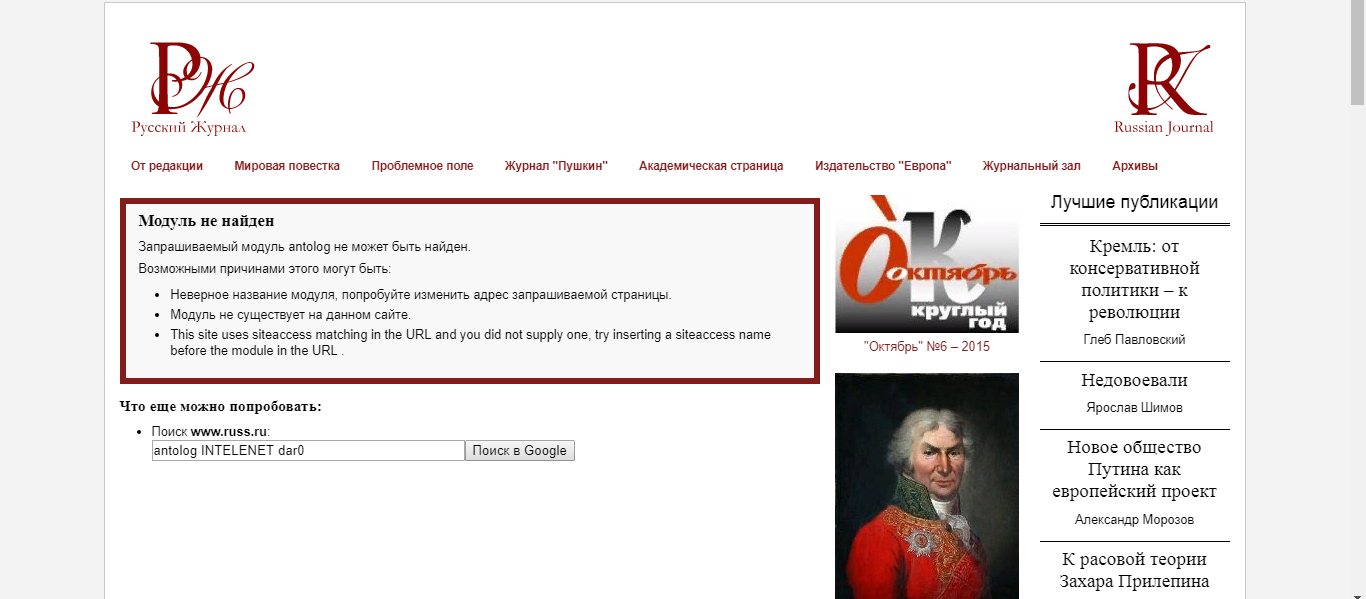 Русский Журнал
Russian Journal
От редакции Мировая повестка Проблемное поле Журнал "Пушкин" Академическая страница Издательство "Европа" Журнальный зал Архивы
Модуль не найден
Запрашиваемый модуль antolog не может быть найден.
Возможными причинами этого могут быть:
Неверное название модуля, попробуйте изменить адрес запрашиваемой страницы.
Модуль не существует на данном сайте.
This site uses siteaccess matching in the URL and you did not supply one, try inserting a siteaccess name
before the module in the URL .
Что еще можно попробовать:
Поиск www.russ.ru:
antolog INTELENET dar0 Поиск в Google
октябрь
круглый
год
"Октябрь" №6 – 2015
Лучшие публикации
Кремль: от
консервативной
политики – к
революции
Глеб Павловский
Недовоевали
Ярослав Шимов
Новое общество
Путина как
европейский проект
Александр Морозов
К расовой теории
Захара Прилепина